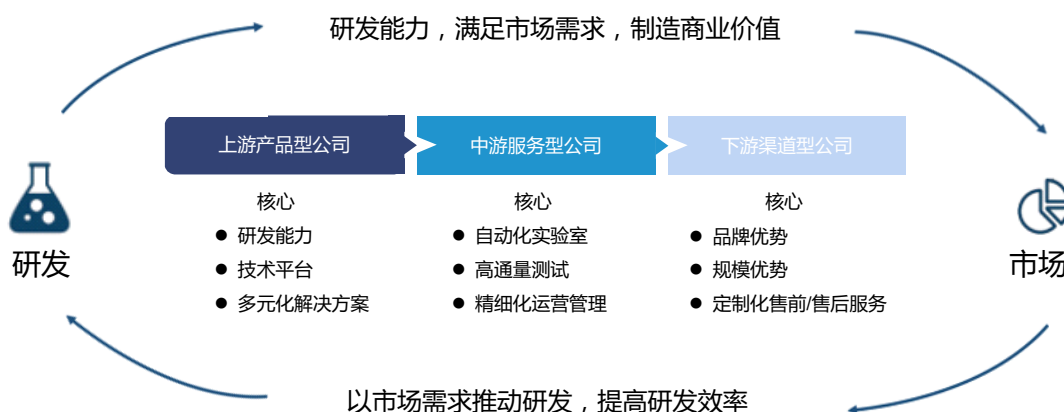 研发能力，满足市场需求，制造商业价值
上游产品型公司
中游服务型公司
下游渠道型公司
核心
● 研发能力
● 技术平台
● 多元化解决方案
核心
● 自动化实验室
● 高通量测试
● 精细化运营管理
核心
● 品牌优势
● 规模优势
● 定制化售前/售后服务
研发
市场
以市场需求推动研发，提高研发效率